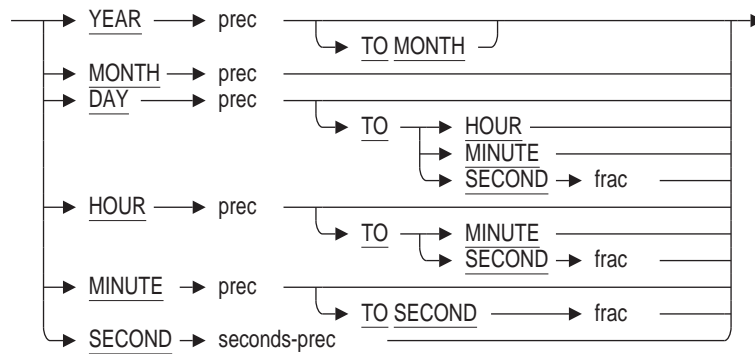 YEAR prec
TO MONTH
MONTH prec
DAY prec
TO HOUR
MINUTE
SECOND frac
HOUR prec
TO MINUTE
SECOND frac
MINUTE prec
TO SECOND frac
SECOND seconds-prec